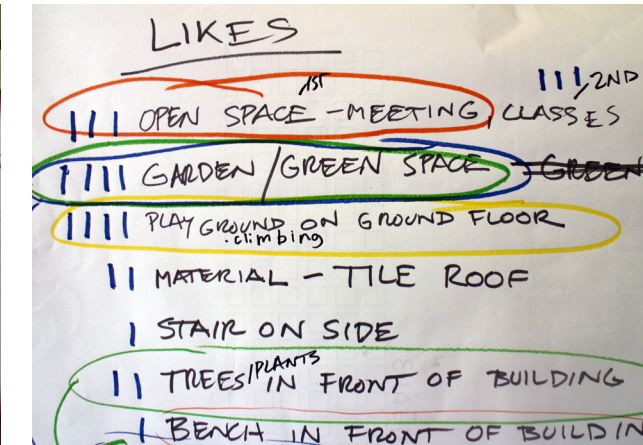 LIKES
III OPEN SPACE 1ST - MEETING, CLASSES III, 2ND
IIII GARDEN / GREEN SPACE - GREEN
IIII PLAYGROUND ON GROUND FLOOR
• climbing
II MATERIAL - TILE ROOF
I STAIR ON SIDE
II TREES/PLANTS IN FRONT OF BUILDING
I BENCH IN FRONT OF BUILDIN